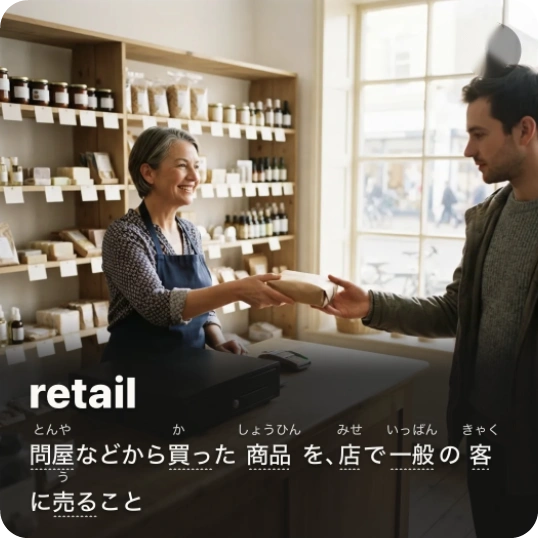 retail
とんや か しょうひん みせ いっぱん きゃく
問屋などから買った 商品 を、店で一般の 客
う
に売ること